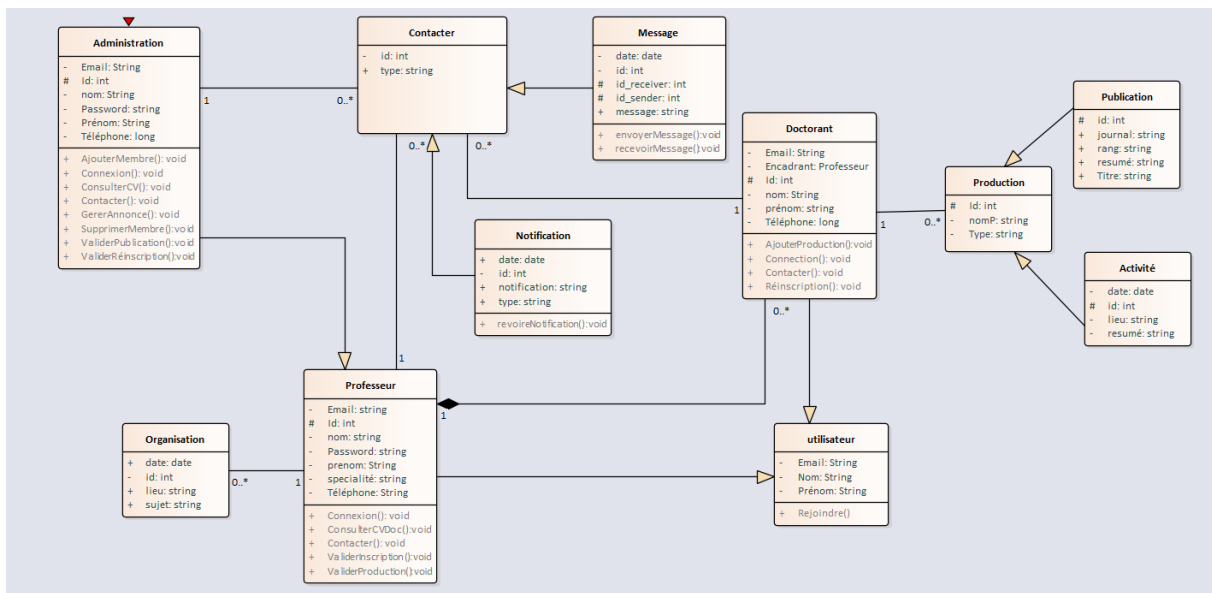 Administration
- Email: String
# Id: int
- nom: String
- Password: string
- Prénom: String
- Téléphone: long
+ AjouterMembre(): void
+ Connexion(): void
+ ConsulterCV(): void
+ Contacter(): void
+ GererAnnonce(): void
+ SupprimerMembre(): void
+ ValiderPublication(): void
+ ValiderRéinscription():void
1
0..*
Contacter
- id: int
+ type: string
0..*
0..*
Message
- date: date
- id: int
# id_receiver: int
# id_sender: int
+ message: string
+ envoyerMessage():void
+ recevoirMessage():void
Doctorant
- Email: String
- Encadrant: Professeur
# Id: int
- nom: String
- prénom: string
- Téléphone: long
+ AjouterProduction():void
+ Connection(): void
+ Contacter(): void
+ Réinscription(): void
1
1
0..*
0..*
Publication
# id: int
+ journal: string
+ rang: string
+ resumé: string
+ Titre: string
Production
# Id: int
- nomP: string
- Type: string
Activité
- date: date
# id: int
- lieu: string
- resumé: string
Notification
+ date: date
- id: int
+ notification: string
+ type: string
+ revoireNotification():void
1
Professeur
- Email: string
# Id: int
- nom: string
- Password: string
- prenom: String
- specialité: string
- Téléphone: String
+ Connexion(): void
+ ConsulterCVDoc():void
+ Contacter(): void
+ ValiderInscription():void
+ ValiderProduction():void
1
Organisation
+ date: date
- id: int
+ lieu: string
+ sujet: string
0..*
1
utilisateur
- Email: String
- Nom: String
- Prénom: String
+ Rejoindre()